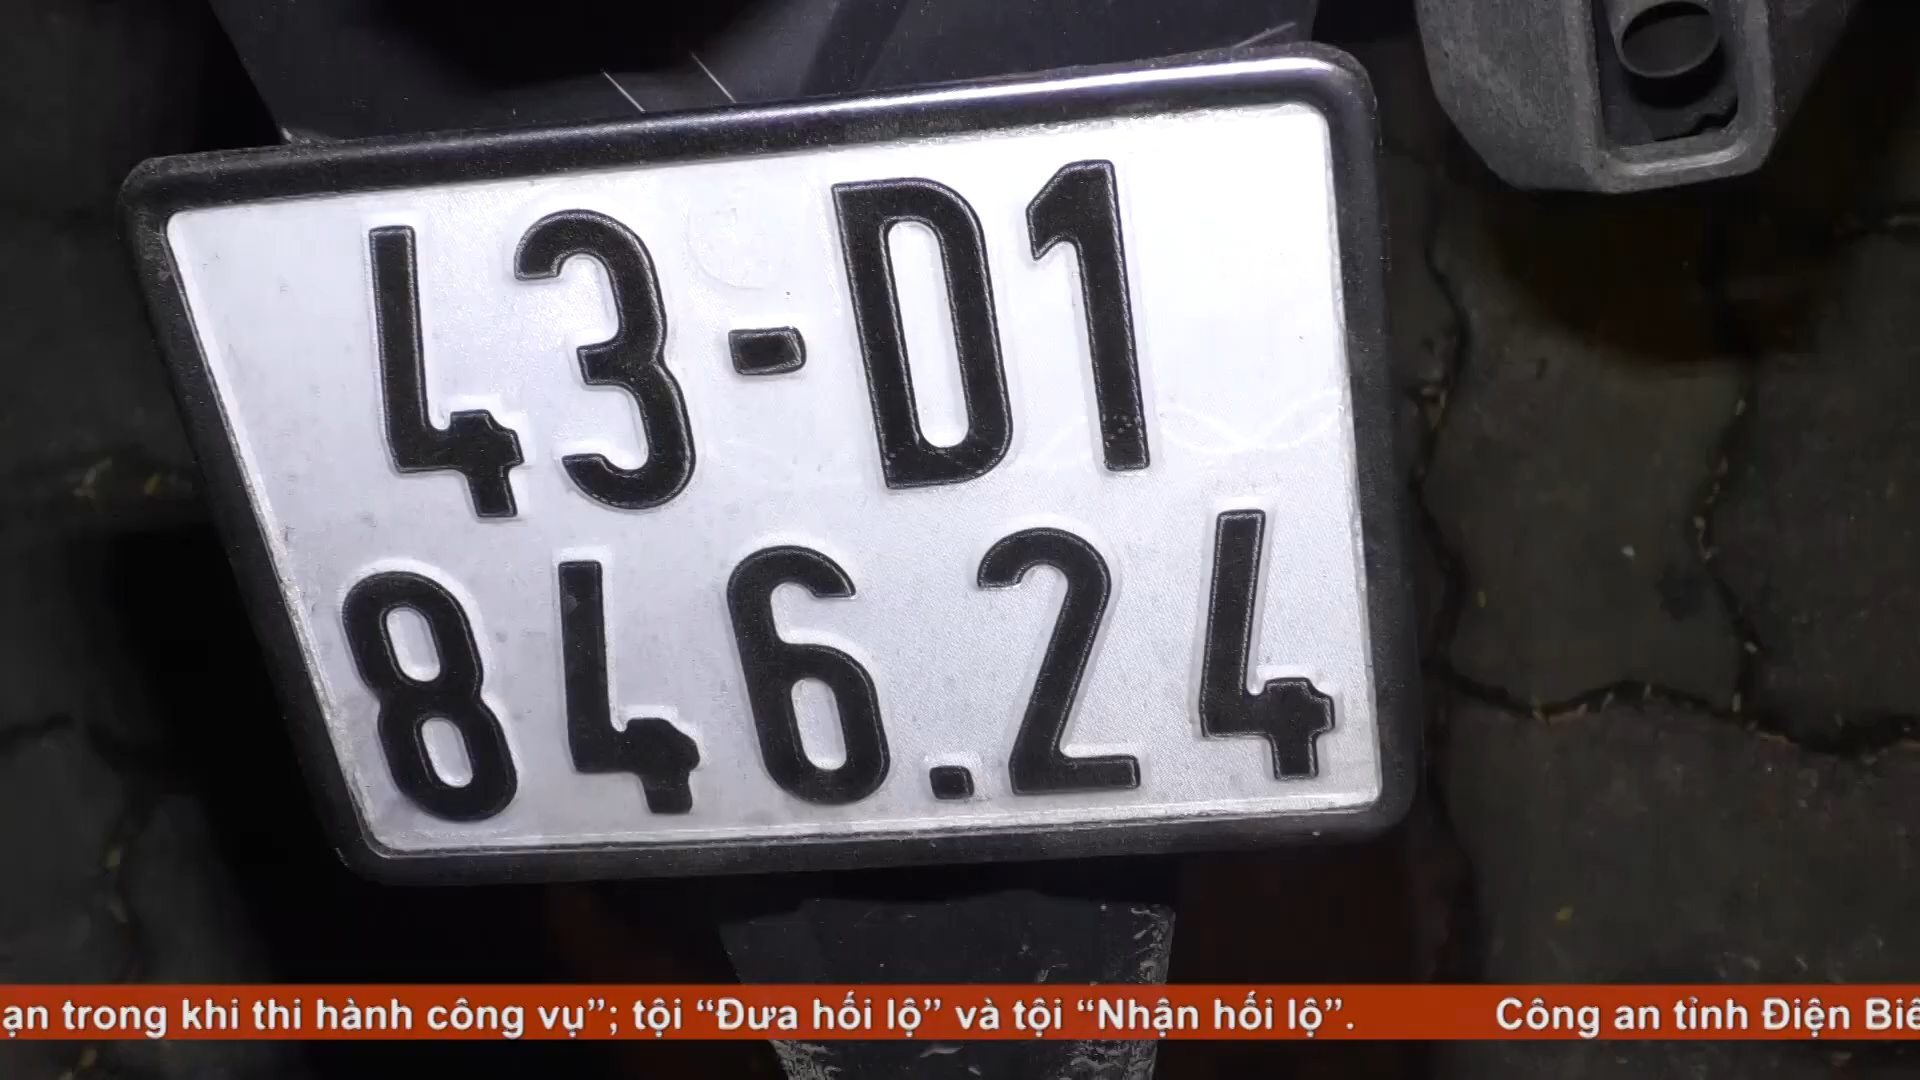 43-D1
846.24
ạn trong khi thi hành công vụ”; tội “Đưa hối lộ” và tội “Nhận hối lộ”. Công an tỉnh Điện Biê